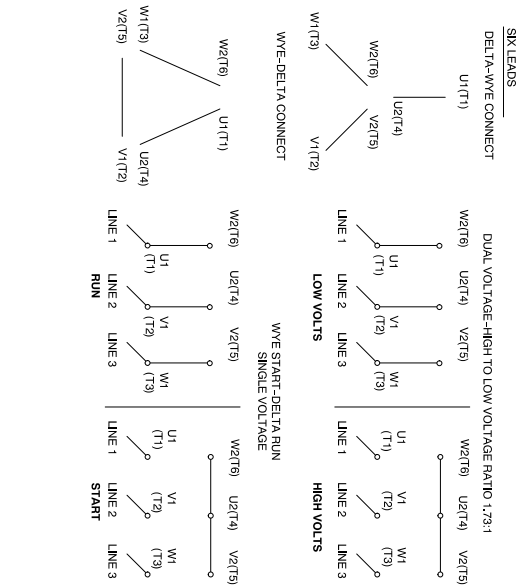 SIX LEADS
DELTA-WYE CONNECT
U1(T1)
U2(T4)
W2(T6)
V2(T5)
W1(T3)
V1(T2)
WYE-DELTA CONNECT
W2(T6)
U1(T1)
W1(T3)
U2(T4)
V2(T5)
V1(T2)
DUAL VOLTAGE-HIGH TO LOW VOLTAGE RATIO 1.73:1
W2(T6) U2(T4) V2(T5)
U1 V1 W1
(T1) (T2) (T3)
LINE 1 LINE 2 LINE 3
LOW VOLTS
W2(T6) U2(T4) V2(T5)
U1 V1 W1
(T1) (T2) (T3)
LINE 1 LINE 2 LINE 3
HIGH VOLTS
WYE START-DELTA RUN
SINGLE VOLTAGE
W2(T6) U2(T4) V2(T5)
U1 V1 W1
(T1) (T2) (T3)
LINE 1 LINE 2 LINE 3
RUN
W2(T6) U2(T4) V2(T5)
U1 V1 W1
(T1) (T2) (T3)
LINE 1 LINE 2 LINE 3
START